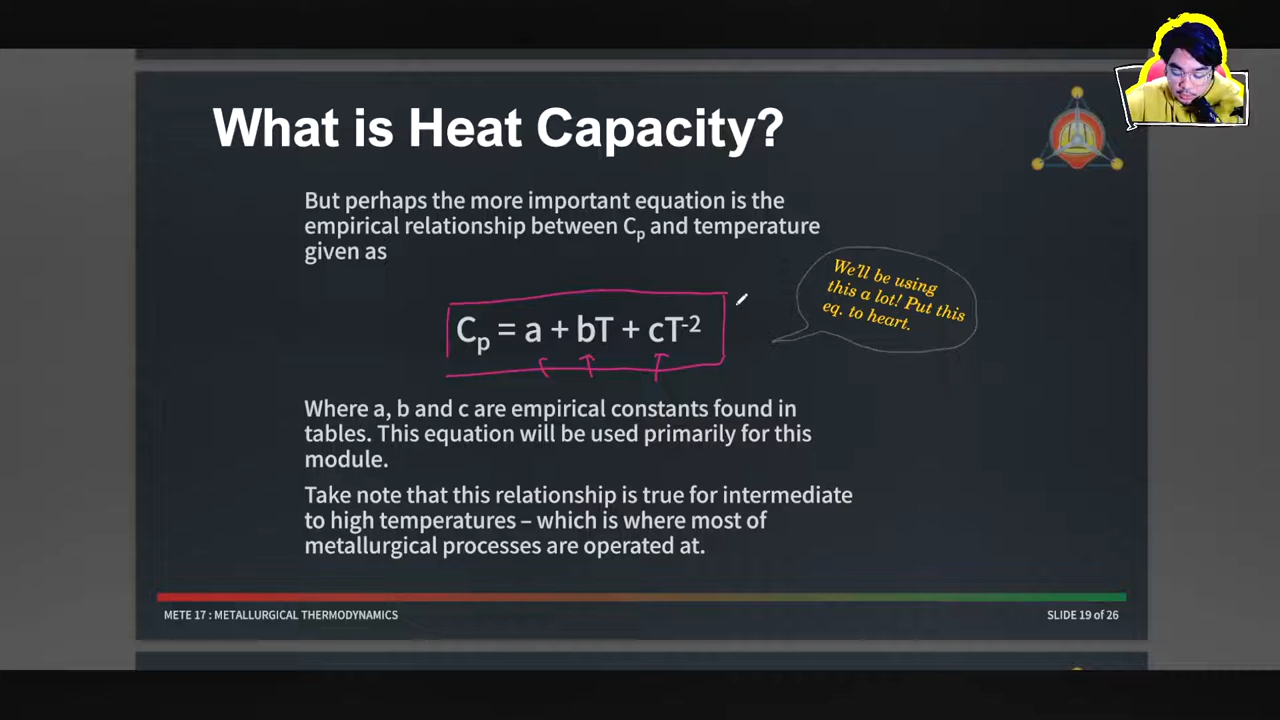 What is Heat Capacity?
But perhaps the more important equation is the
empirical relationship between Cₚ and temperature
given as
We'll be using
this a lot! Put this
eq. to heart.
Cₚ = a + bT + cT⁻²
Where a, b and c are empirical constants found in
tables. This equation will be used primarily for this
module.
Take note that this relationship is true for intermediate
to high temperatures – which is where most of
metallurgical processes are operated at.
METE 17 : METALLURGICAL THERMODYNAMICS
SLIDE 19 of 26